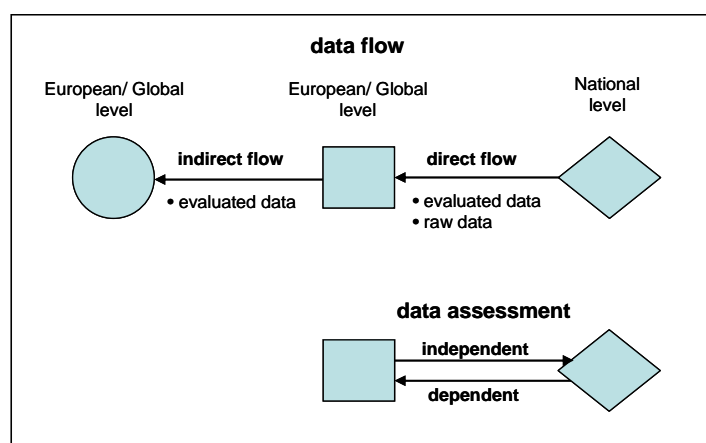 data flow
European/ Global
level
European/ Global
level
National
level
indirect flow
• evaluated data
direct flow
• evaluated data
• raw data
data assessment
independent
dependent